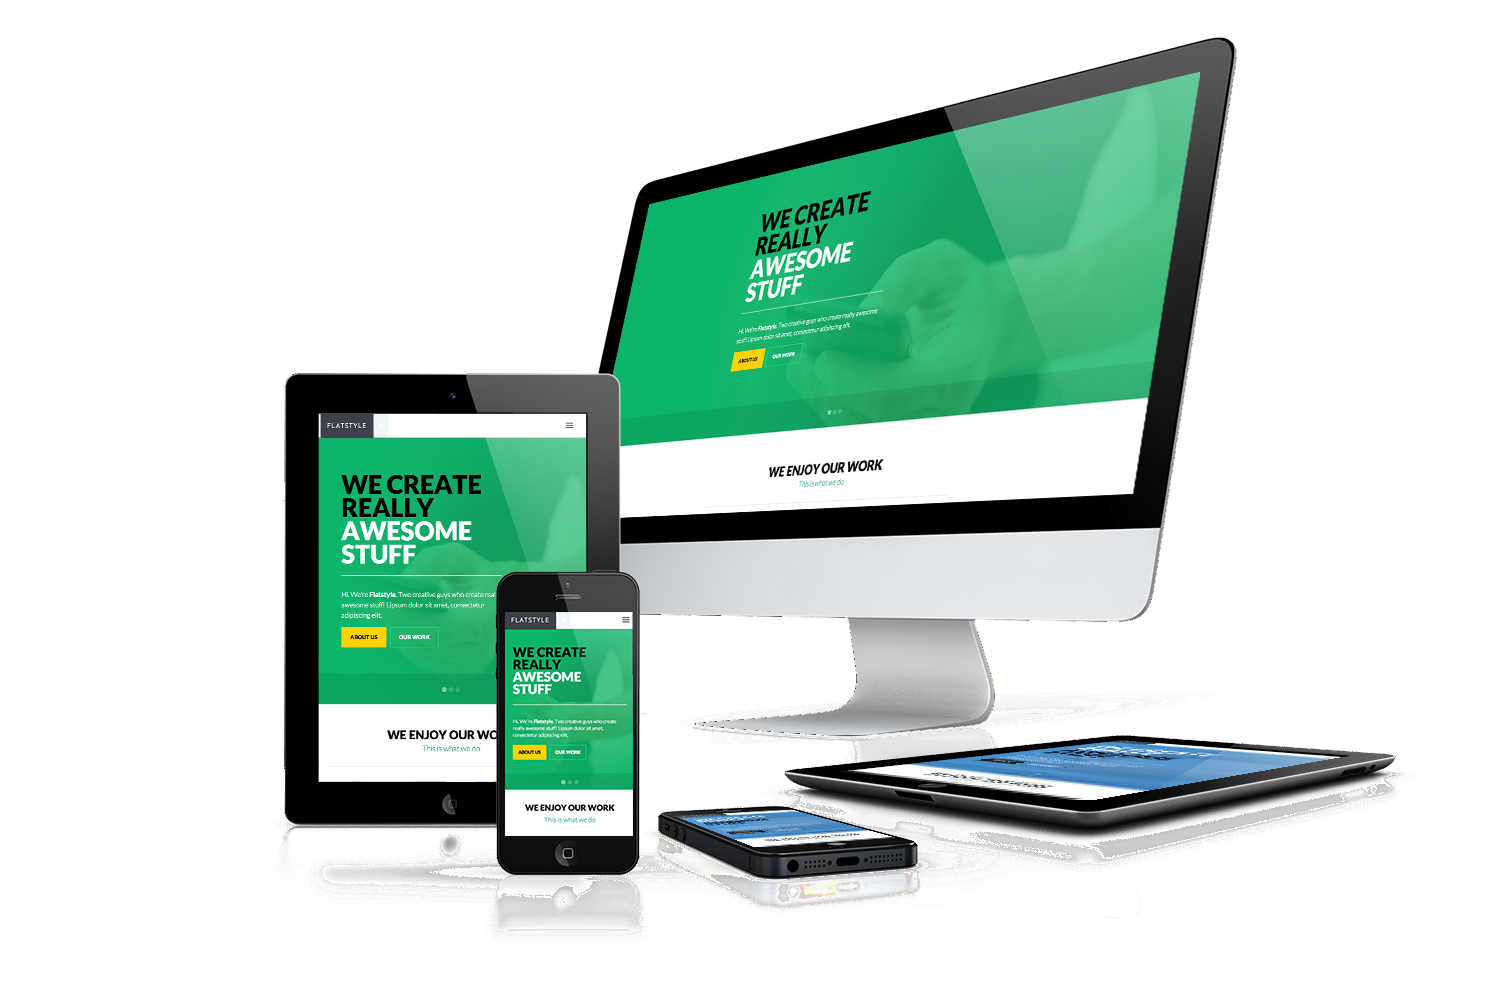 WE CREATE
REALLY
AWESOME
STUFF
Hi. We're Flatstyle. Two creative guys who create really awesome
stuff! Lipsum dolor sit amet, consectetur adipiscing elit.
ABOUT US
OUR WORK
WE ENJOY OUR WORK
This is what we do
FLATSTYLE
WE CREATE
REALLY
AWESOME
STUFF
Hi. We're Flatstyle. Two creative guys who create real
awesome stuff! Lipsum dolor sit amet, consectetur
adipiscing elit.
ABOUT US
OUR WORK
WE ENJOY OUR WO
This is what we do
FLATSTYLE
WE CREATE
REALLY
AWESOME
STUFF
Hi. We're Flatstyle. Two creative guys who create
really awesome stuff! Lipsum dolor sit amet,
consectetur adipiscing elit.
ABOUT US
OUR WORK
WE ENJOY OUR WORK
This is what we do